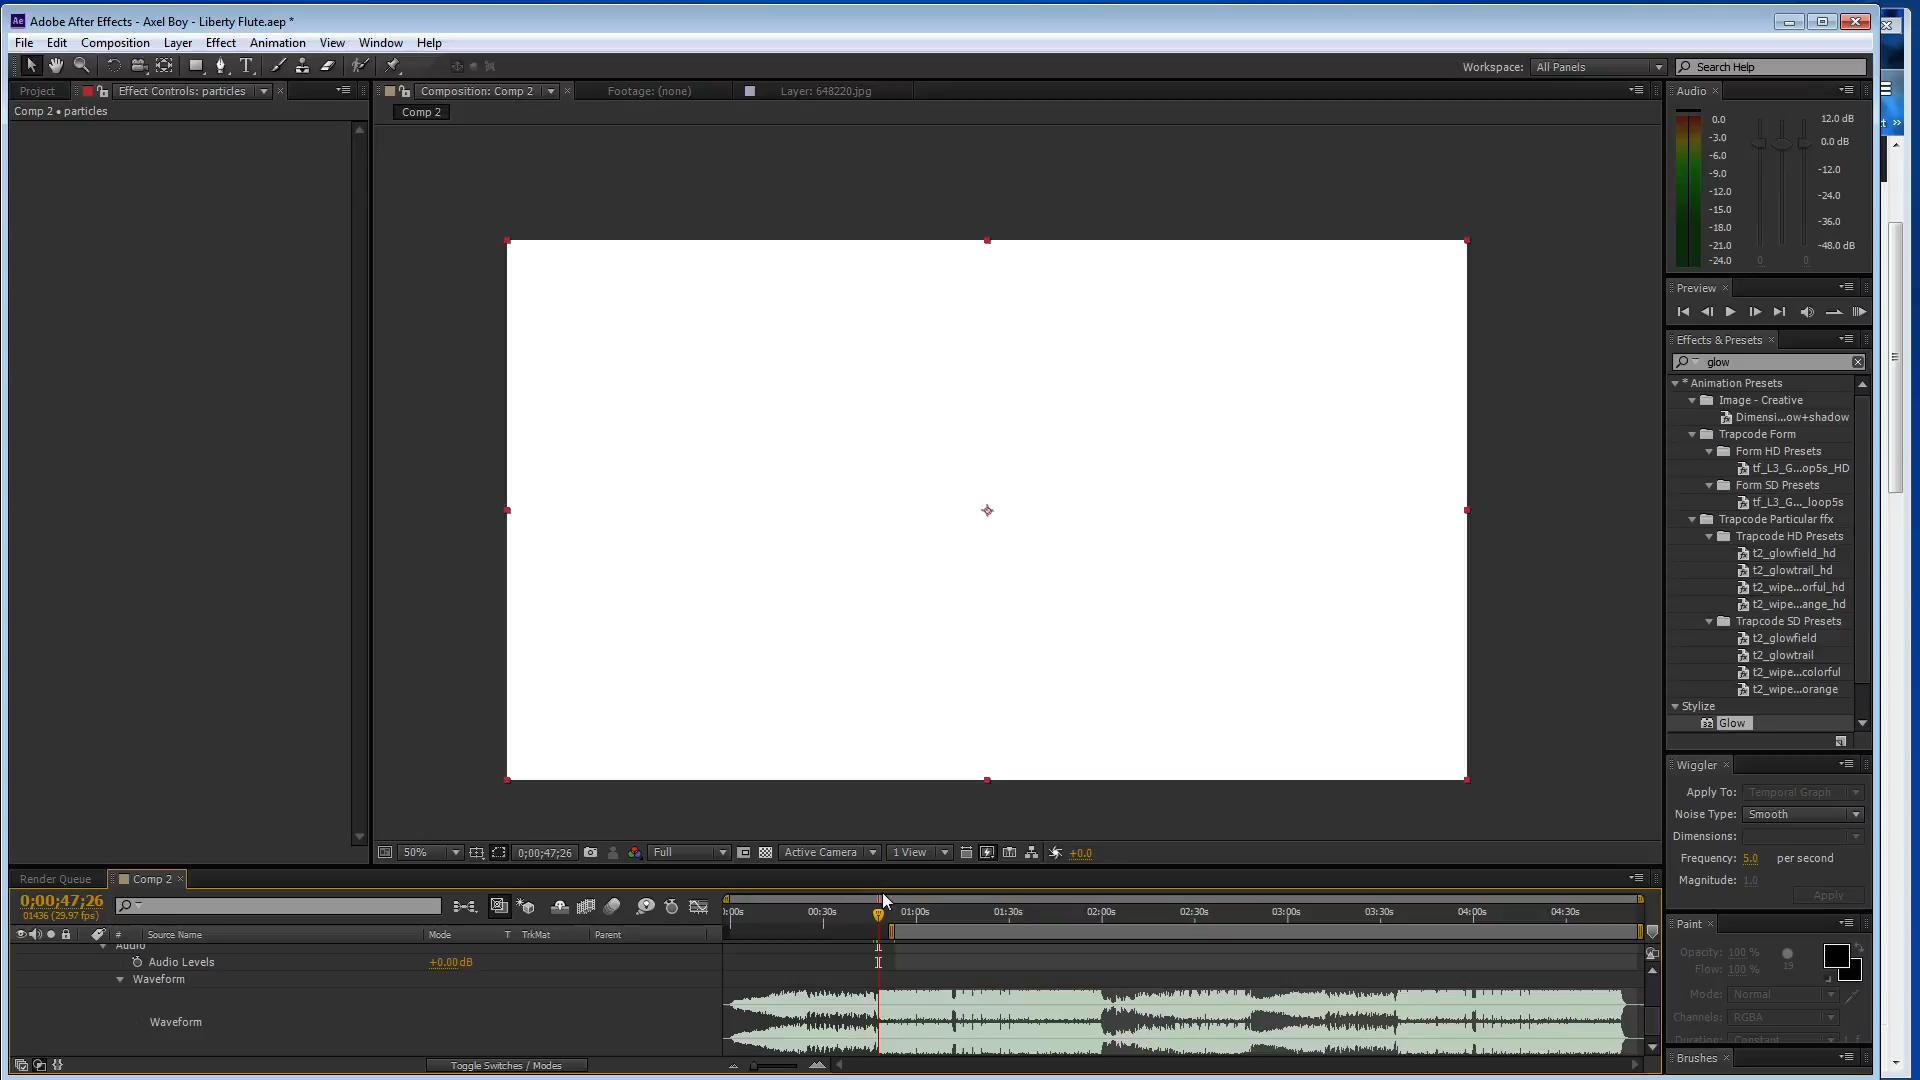 Ae Adobe After Effects - Axel Boy - Liberty Flute.aep *
File Edit Composition Layer Effect Animation View Window Help
Workspace: All Panels Search Help
Project Effect Controls: particles Composition: Comp 2 Footage: (none) Layer: 648220.jpg Audio
Comp 2 • particles Comp 2
0.0 12.0 dB
-3.0 0.0 dB
-6.0
-9.0 -12.0
-12.0 -24.0
-15.0
-18.0 -36.0
-21.0 -48.0 dB
-24.0 0 0
Preview
Effects & Presets
glow
* Animation Presets
Image - Creative
Dimensi...ow+shadow
Trapcode Form
Form HD Presets
tf_L3_G...op5s_HD
Form SD Presets
tf_L3_G..._loop5s
Trapcode Particular ffx
Trapcode HD Presets
t2_glowfield_hd
t2_glowtrail_hd
t2_wipe...orful_hd
t2_wipe...ange_hd
Trapcode SD Presets
t2_glowfield
t2_glowtrail
t2_wipe...colorful
t2_wipe...orange
Stylize
32 Glow
Wiggler
Apply To: Temporal Graph
Noise Type: Smooth
Dimensions:
Frequency: 5.0 per second
Magnitude: 1.0
Apply
50% 0;00;47;26 Full Active Camera 1 View +0.0
Render Queue Comp 2
0;00;47;26
01436 (29.97 fps)
:00s 00:30s 01:00s 01:30s 02:00s 02:30s 03:00s 03:30s 04:00s 04:30s
# Source Name Mode T TrkMat Parent
Audio
Audio Levels +0.00 dB
Waveform
Waveform
Toggle Switches / Modes
Paint
Opacity: 100 %
Flow: 100 % 19
Mode: Normal
Channels: RGBA
Duration: Constant
Brushes